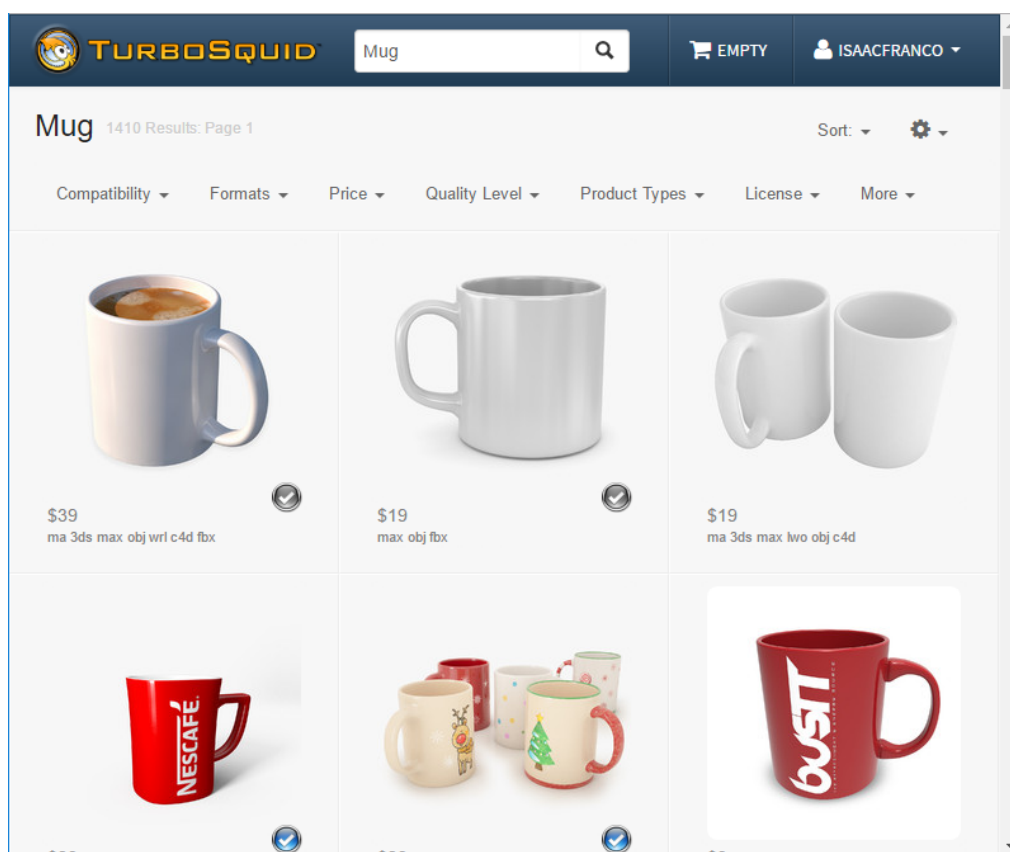 TURBOSQUID
Mug
EMPTY
ISAACFRANCO
Mug 1410 Results: Page 1
Sort:
Compatibility Formats Price Quality Level Product Types License More
$39
ma 3ds max obj wrl c4d fbx
$19
max obj fbx
$19
ma 3ds max lwo obj c4d
NESCAFÉ.
bUSIT